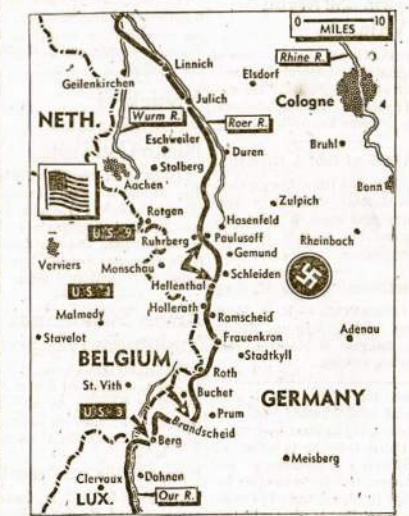 0 10
MILES
Rhine R.
Linnich
Elsdorf
Geilenkirchen
Julich
Cologne
NETH.
Wurm R.
Roer R.
Eschweiler
Duren
Bruhl
Stolberg
Aachen
Bonn
Zulpich
Rotgen
Hasenfeld
U.S. 9
Ruhrberg
Paulusoff
Rheinbach
Gemund
Verviers
Monschau
Schleiden
Hellenthal
U.S. 1
Hollerath
Malmedy
Ramscheid
Stavelot
Frauenkron
Adenau
BELGIUM
Stadtkyll
Roth
St. Vith
Buchet
GERMANY
U.S. 3
Prum
Brandscheid
Berg
Meisberg
Clervaux
Dahnen
LUX.
Our R.